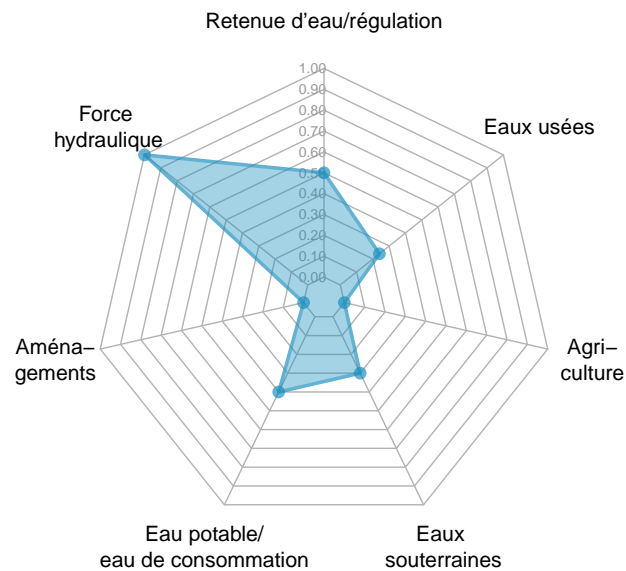 Retenue d'eau/régulation
1.00
0.90
0.80
0.70
0.60
0.50
0.40
0.30
0.20
0.10
0.00
Force
hydraulique
Eaux usées
Aména–
gements
Agri–
culture
Eau potable/
eau de consommation
Eaux
souterraines